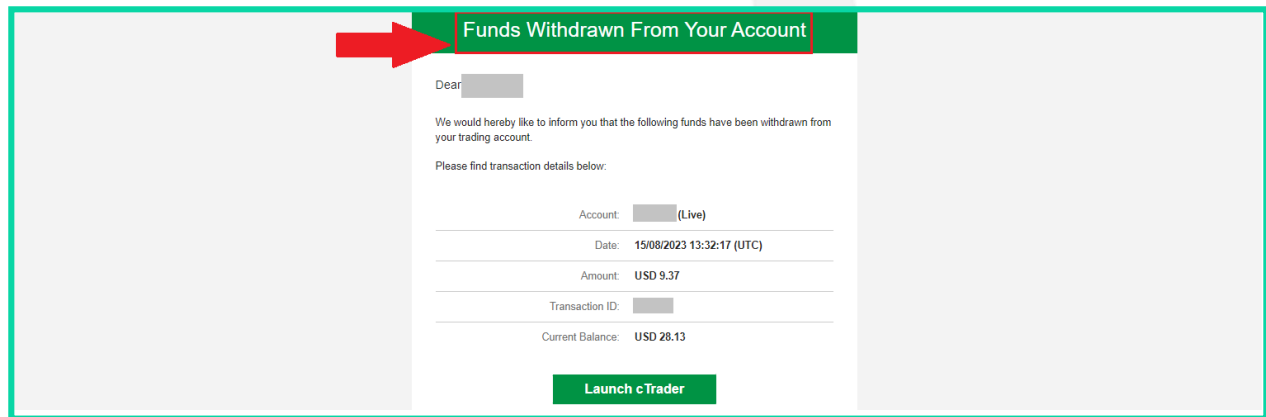 Funds Withdrawn From Your Account
Dear
We would hereby like to inform you that the following funds have been withdrawn from
your trading account.
Please find transaction details below:
Account: (Live)
Date: 15/08/2023 13:32:17 (UTC)
Amount: USD 9.37
Transaction ID:
Current Balance: USD 28.13
Launch cTrader